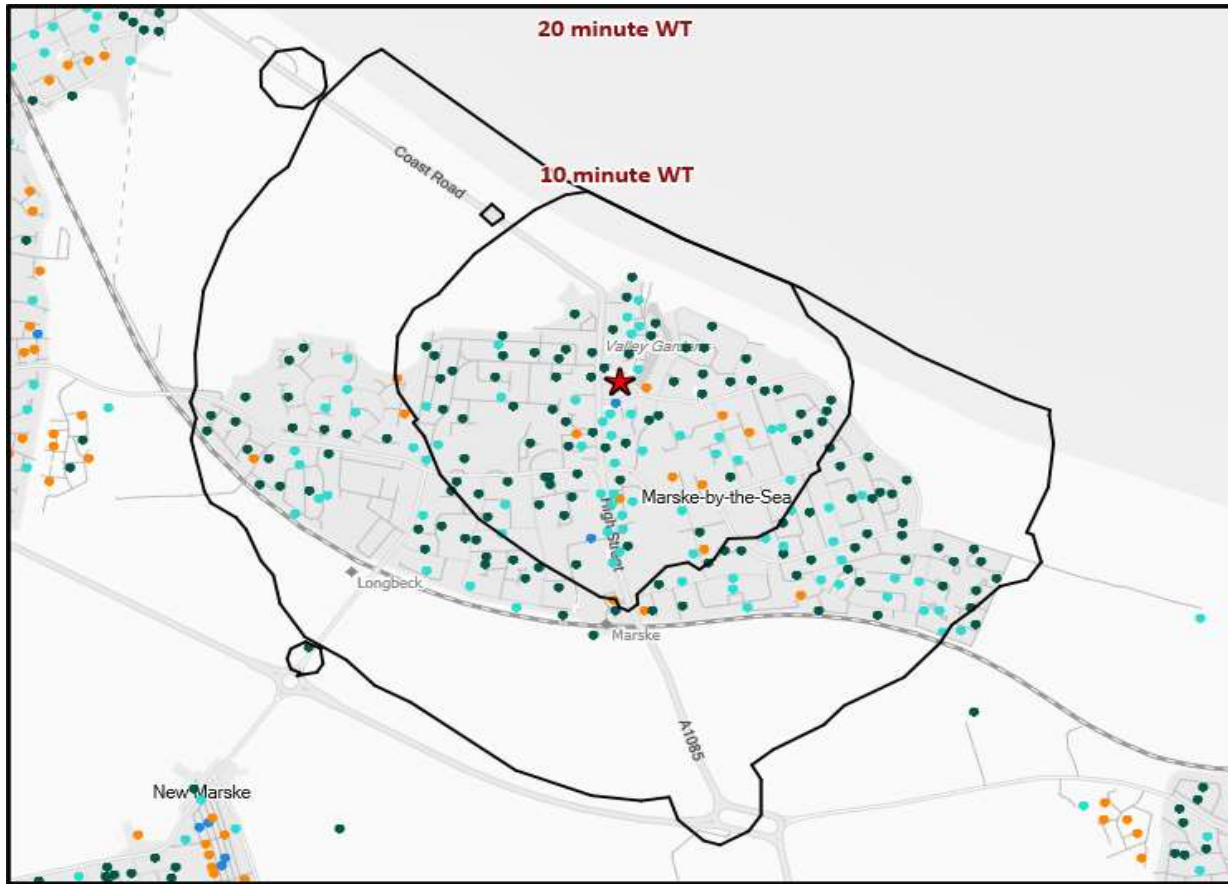 20 minute WT
10 minute WT
Coast Road
Valley Gardens
Marske-by-the-Sea
High Street
Longbeck
Marske
A1085
New Marske